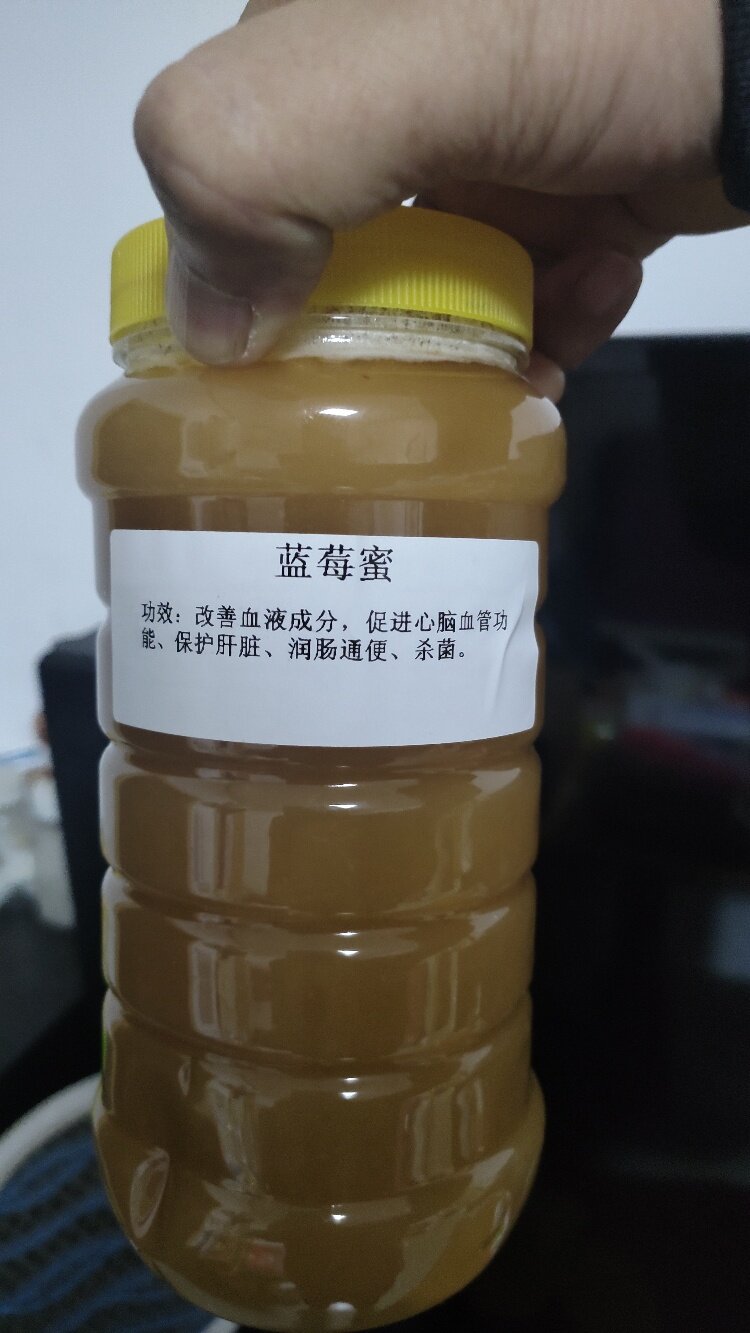 蓝莓蜜
功效：改善血液成分，促进心脑血管功
能、保护肝脏、润肠通便、杀菌。